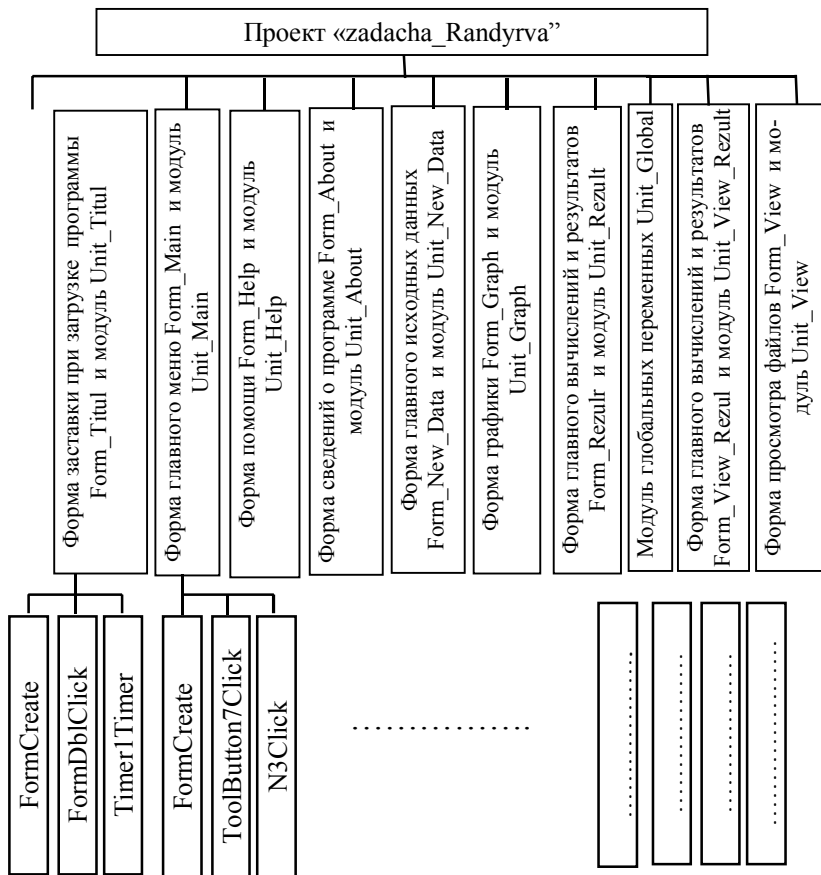 Проект «zadacha_Randyrva”
Форма заставки при загрузке программы
Form_Titul и модуль Unit_Titul
Форма главного меню Form_Main и модуль
Unit_Main
Форма помощи Form_Help и модуль
Unit_Help
Форма сведений о программе Form_About и
модуль Unit_About
Форма главного исходных данных
Form_New_Data и модуль Unit_New_Data
Форма графики Form_Graph и модуль
Unit_Graph
Форма главного вычислений и результатов
Form_Rezulr и модуль Unit_Rezult
Модуль глобальных переменных Unit_Global
Форма главного вычислений и результатов
Form_View_Rezul и модуль Unit_View_Rezult
Форма просмотра файлов Form_View и мо-
дуль Unit_View
FormCreate
FormDblClick
Timer1Timer
FormCreate
ToolButton7Click
N3Click
………………
………………
………………
………………
………………